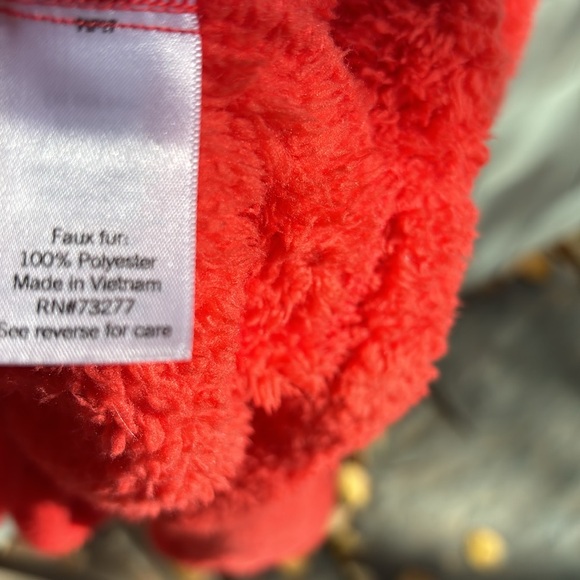 Faux fur:
100% Polyester
Made in Vietnam
RN#73277
See reverse for care